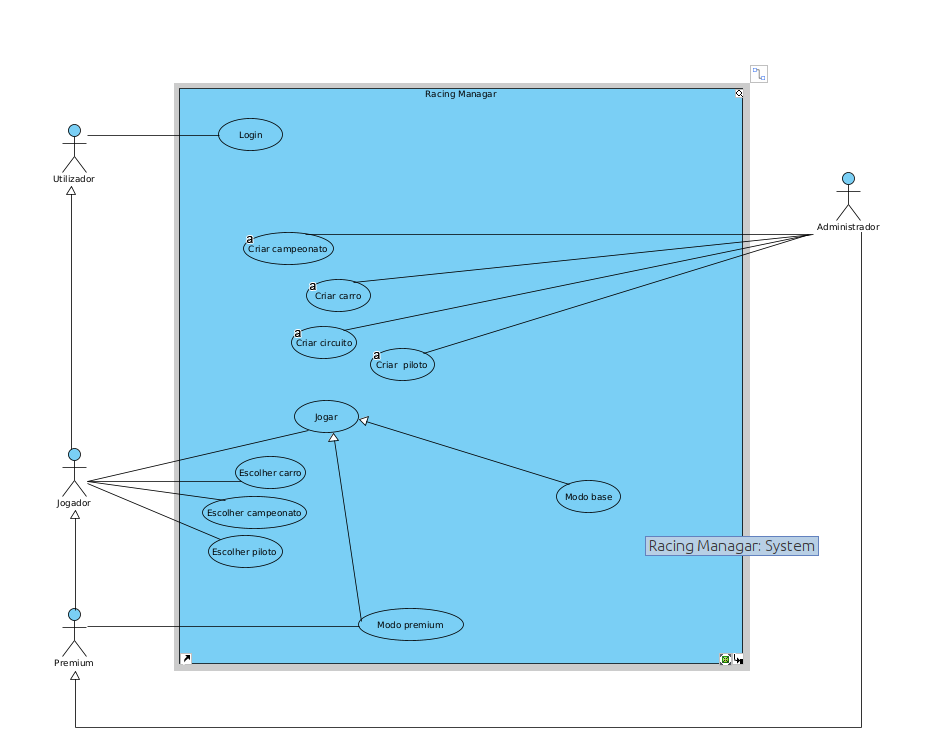 Racing Managar
Login
Utilizador
Administrador
a
Criar campeonato
a
Criar carro
a
Criar circuito
a
Criar piloto
Jogar
Escolher carro
Modo base
Jogador
Escolher campeonato
Racing Managar: System
Escolher piloto
Modo premium
Premium